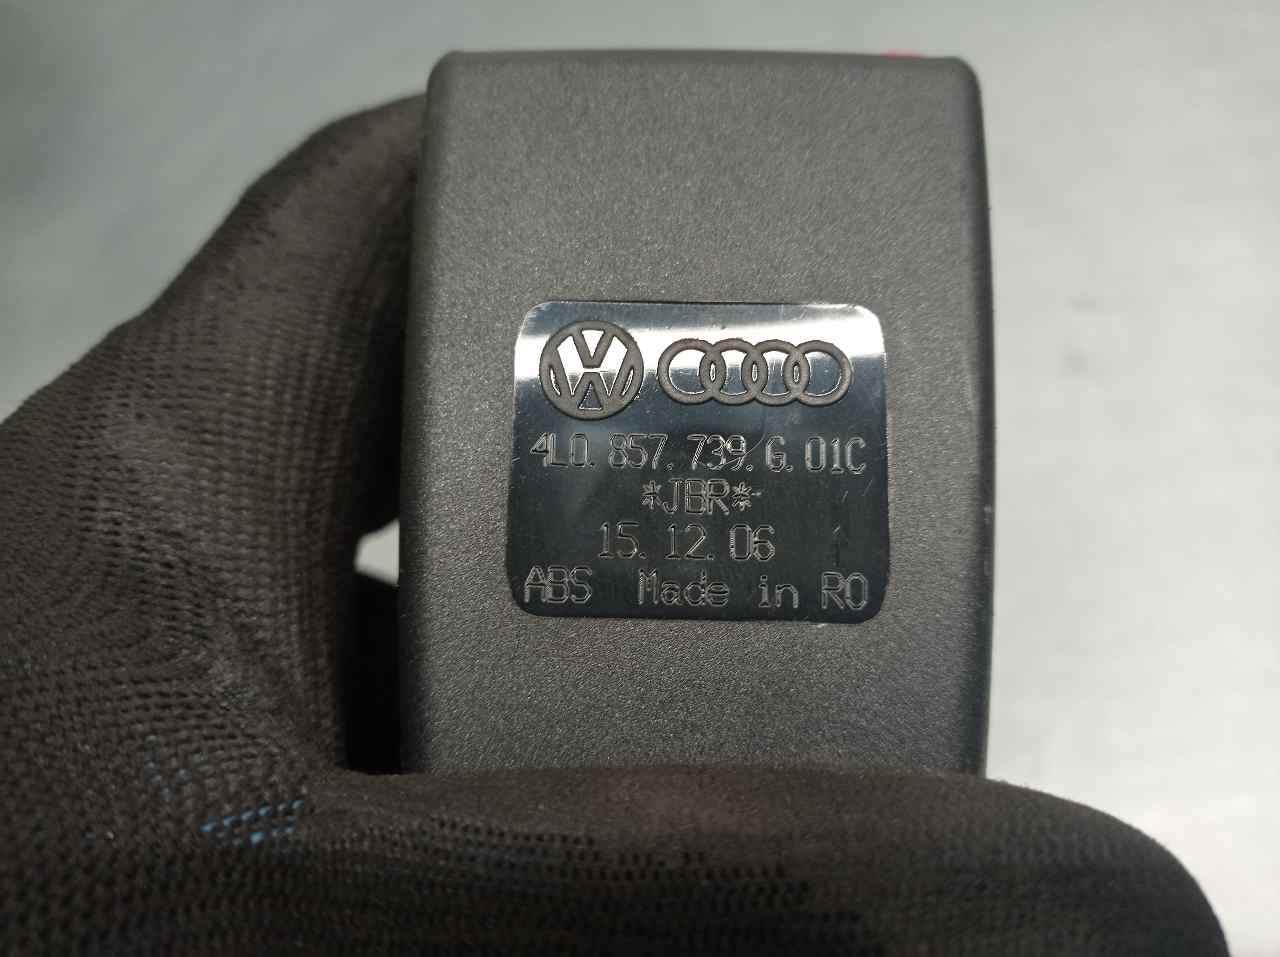 4L0.857.739.G.01C
*JBR*
15.12.06
ABS Made in RO